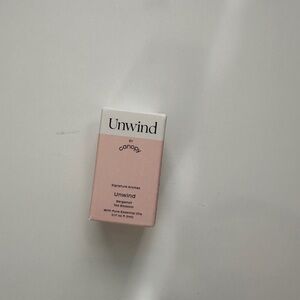 Unwind
BY
canopy
Signature Aromas
Unwind
Bergamot
Tea Blossom
With Pure Essential Oils